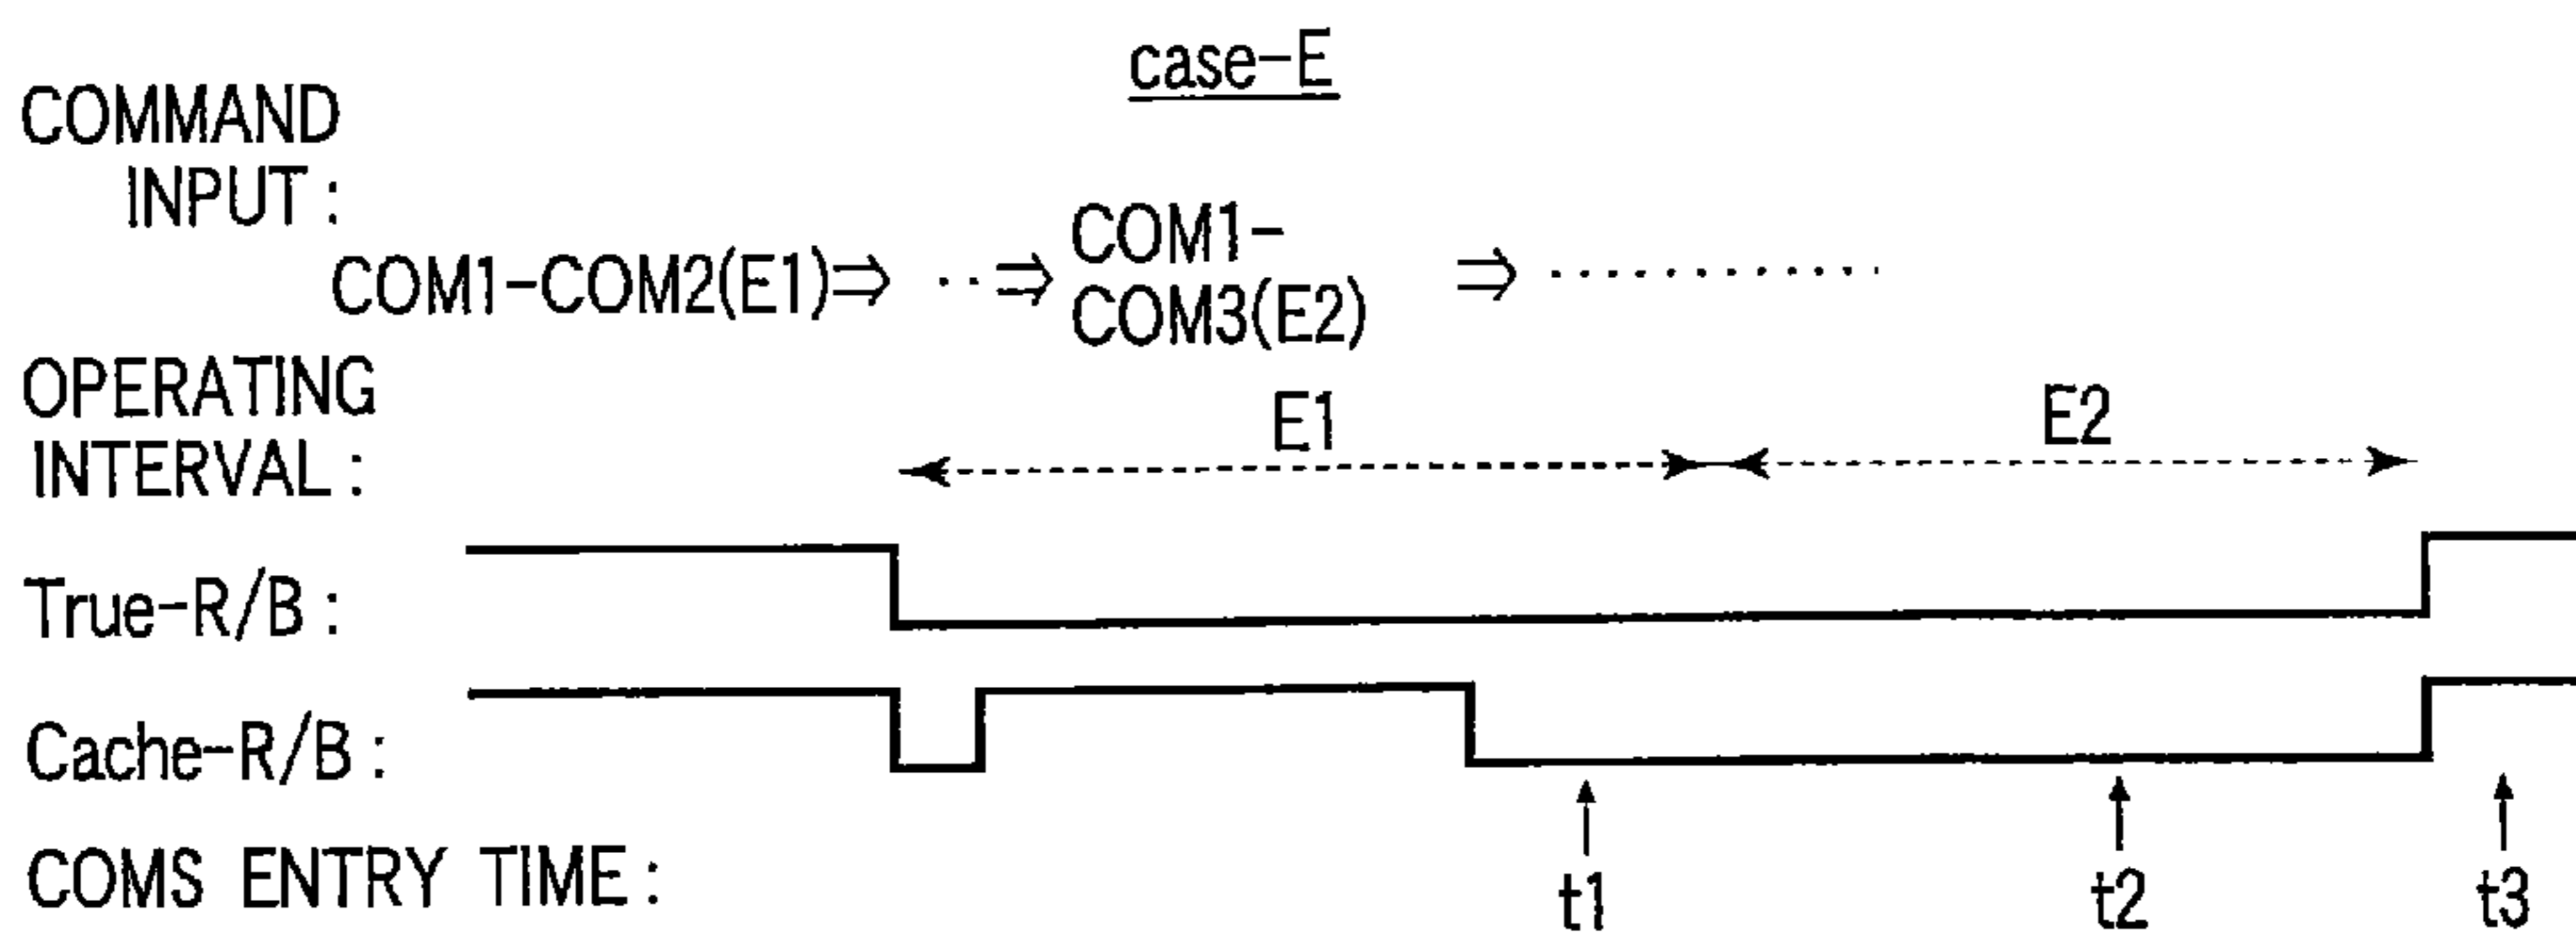 case-E
COMMAND
INPUT :
COM1-COM2(E1)⇒ ‥⇒ COM1-
COM3(E2) ⇒ ············
OPERATING
INTERVAL :
E1 E2
True-R/B :
Cache-R/B :
COMS ENTRY TIME : t1 t2 t3